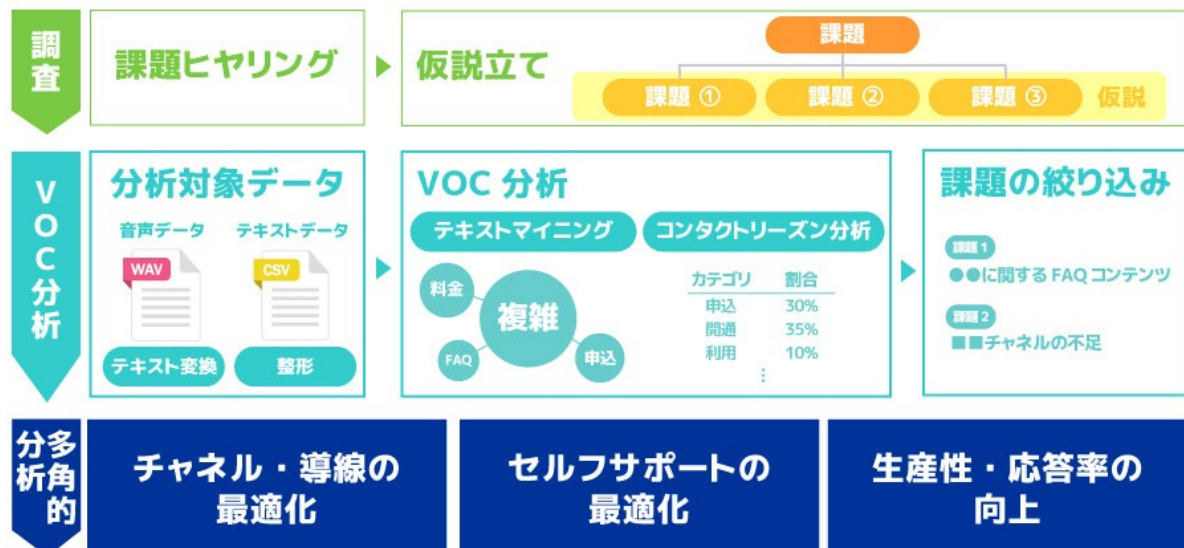 調査
課題ヒヤリング
▶
仮説立て
課題
課題 ①
課題 ②
課題 ③
仮説
VOC分析
分析対象データ
音声データ
テキストデータ
WAV
CSV
テキスト変換
整形
▶
VOC 分析
テキストマイニング
コンタクトリーズン分析
料金
複雑
FAQ
申込
カテゴリ 割合
申込 30%
開通 35%
利用 10%
⋮
▶
課題の絞り込み
課題 1
●●に関する FAQ コンテンツ
課題 2
■■チャネルの不足
多角的
分析
チャネル・導線の
最適化
セルフサポートの
最適化
生産性・応答率の
向上